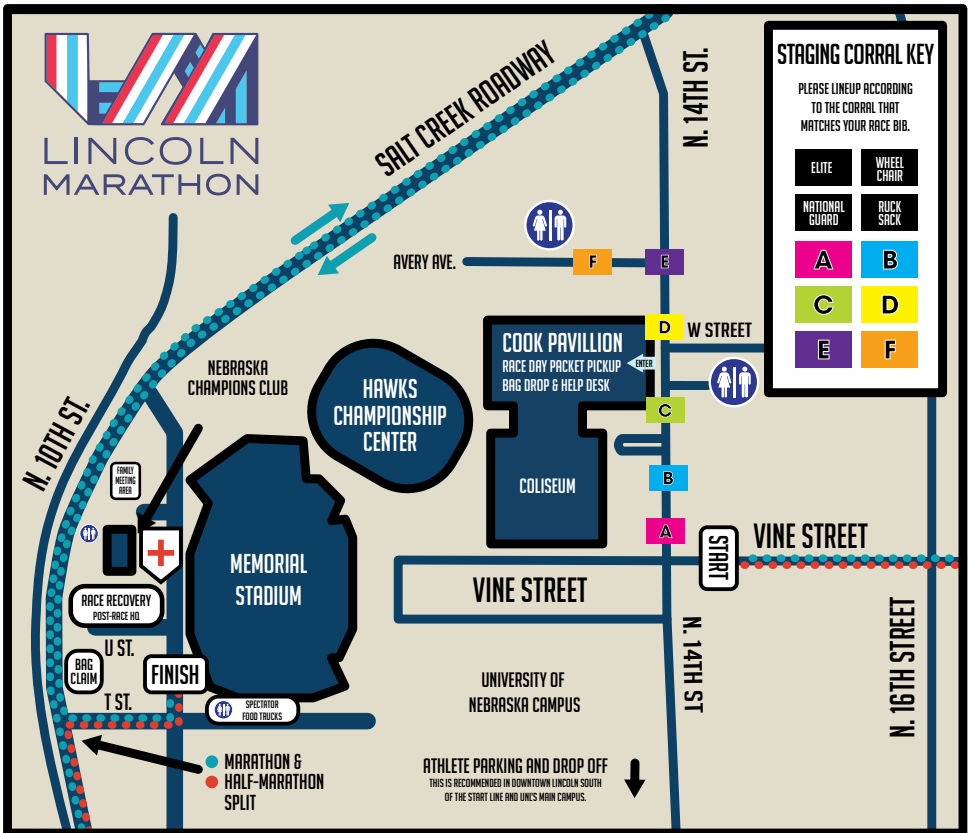 LINCOLN
MARATHON
SALT CREEK ROADWAY
N. 14TH ST.
STAGING CORRAL KEY
PLEASE LINEUP ACCORDING
TO THE CORRAL THAT
MATCHES YOUR RACE BIB.
ELITE
WHEEL
CHAIR
NATIONAL
GUARD
RUCK
SACK
A
B
C
D
E
F
AVERY AVE.
F
E
D
W STREET
COOK PAVILLION
RACE DAY PACKET PICKUP
BAG DROP & HELP DESK
ENTER
C
COLISEUM
B
A
NEBRASKA
CHAMPIONS CLUB
HAWKS
CHAMPIONSHIP
CENTER
N. 10TH ST.
FAMILY
MEETING
AREA
MEMORIAL
STADIUM
START
VINE STREET
VINE STREET
RACE RECOVERY
POST-RACE HQ
U ST.
BAG
CLAIM
FINISH
T ST.
SPECTATOR
FOOD TRUCKS
UNIVERSITY OF
NEBRASKA CAMPUS
N. 14TH ST
N. 16TH STREET
MARATHON &
HALF-MARATHON
SPLIT
ATHLETE PARKING AND DROP OFF
THIS IS RECOMMENDED IN DOWNTOWN LINCOLN SOUTH
OF THE START LINE AND UNL'S MAIN CAMPUS.